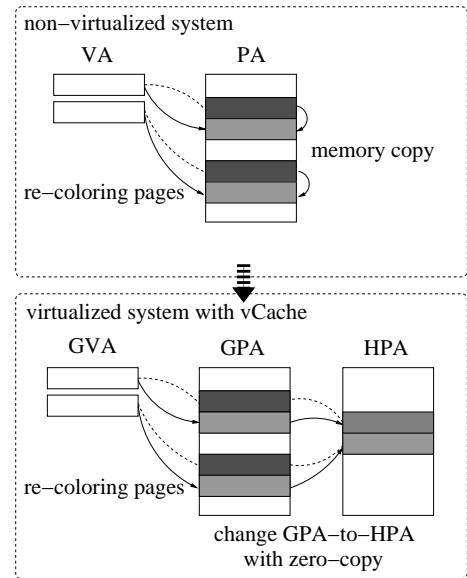 non−virtualized system
VA PA
memory copy
re−coloring pages
virtualized system with vCache
GVA GPA HPA
re−coloring pages
change GPA−to−HPA
with zero−copy